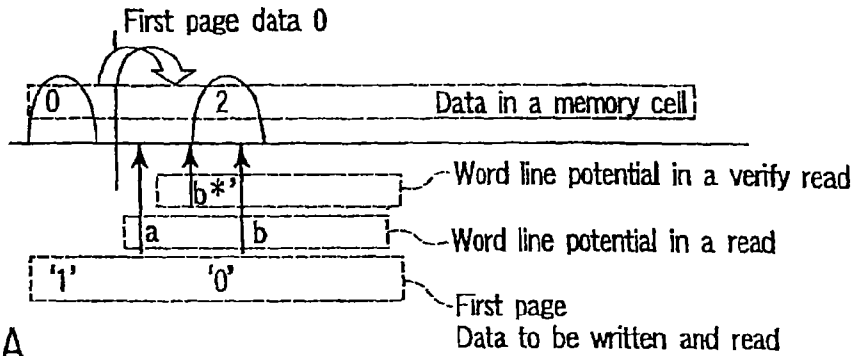 First page data 0
0 2 Data in a memory cell
b*' Word line potential in a verify read
a b Word line potential in a read
'1' '0'
First page
Data to be written and read
A